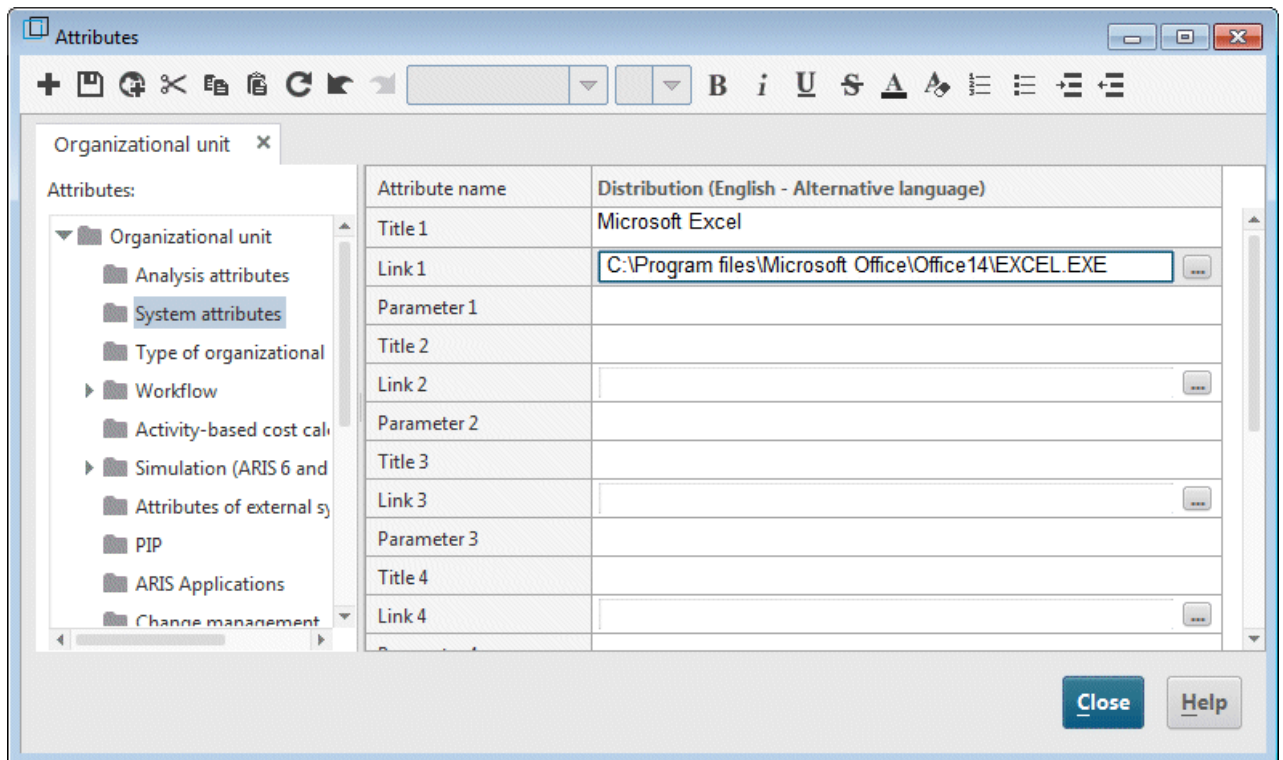 Attributes
B i U S A
Organizational unit
Attributes:
Organizational unit
Analysis attributes
System attributes
Type of organizational
Workflow
Activity-based cost cal
Simulation (ARIS 6 and
Attributes of external sy
PIP
ARIS Applications
Change management
Attribute name Distribution (English - Alternative language)
Title 1 Microsoft Excel
Link 1 C:\Program files\Microsoft Office\Office14\EXCEL.EXE ...
Parameter 1
Title 2
Link 2 ...
Parameter 2
Title 3
Link 3 ...
Parameter 3
Title 4
Link 4 ...
Close Help